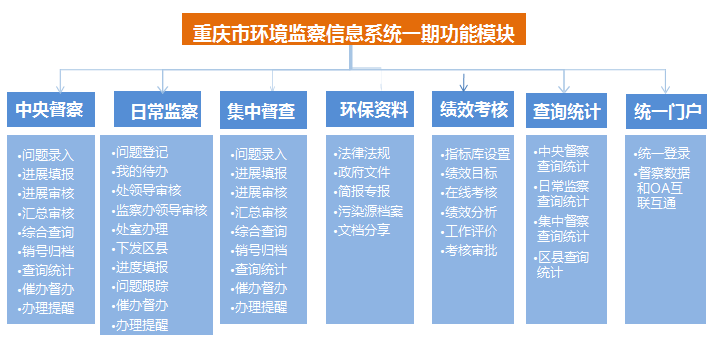 重庆市环境监察信息系统一期功能模块
中央督察
•问题录入
•进展填报
•进展审核
•汇总审核
•综合查询
•销号归档
•查询统计
•催办督办
•办理提醒
日常监察
•问题登记
•我的待办
•处领导审核
•监察办领导审核
•处室办理
•下发区县
•进度填报
•问题跟踪
•催办督办
•办理提醒
集中督查
•问题录入
•进展填报
•进展审核
•汇总审核
•综合查询
•销号归档
•查询统计
•催办督办
•办理提醒
环保资料
•法律法规
•政府文件
•简报专报
•污染源档案
•文档分享
绩效考核
•指标库设置
•绩效目标
•在线考核
•绩效分析
•工作评价
•考核审批
查询统计
•中央督察
查询统计
•日常监察
查询统计
•集中督察
查询统计
•区县查询
统计
统一门户
•统一登录
•督察数据
和OA互
联互通